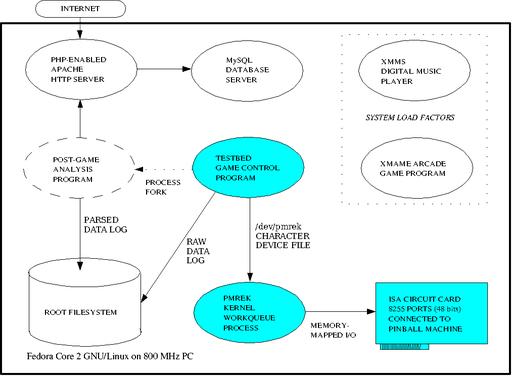 INTERNET
PHP-ENABLED
APACHE
HTTP SERVER
MySQL
DATABASE
SERVER
XMMS
DIGITAL MUSIC
PLAYER
SYSTEM LOAD FACTORS
XMAME ARCADE
GAME PROGRAM
POST-GAME
ANALYSIS
PROGRAM
PROCESS
FORK
TESTBED
GAME CONTROL
PROGRAM
PARSED
DATA LOG
RAW
DATA
LOG
/dev/pmrek
CHARACTER
DEVICE FILE
ROOT FILESYSTEM
PMREK
KERNEL
WORKQUEUE
PROCESS
MEMORY-
MAPPED I/O
ISA CIRCUIT CARD
8255 PORTS (48 bits)
CONNECTED TO
PINBALL MACHINE
Fedora Core 2 GNU/Linux on 800 MHz PC